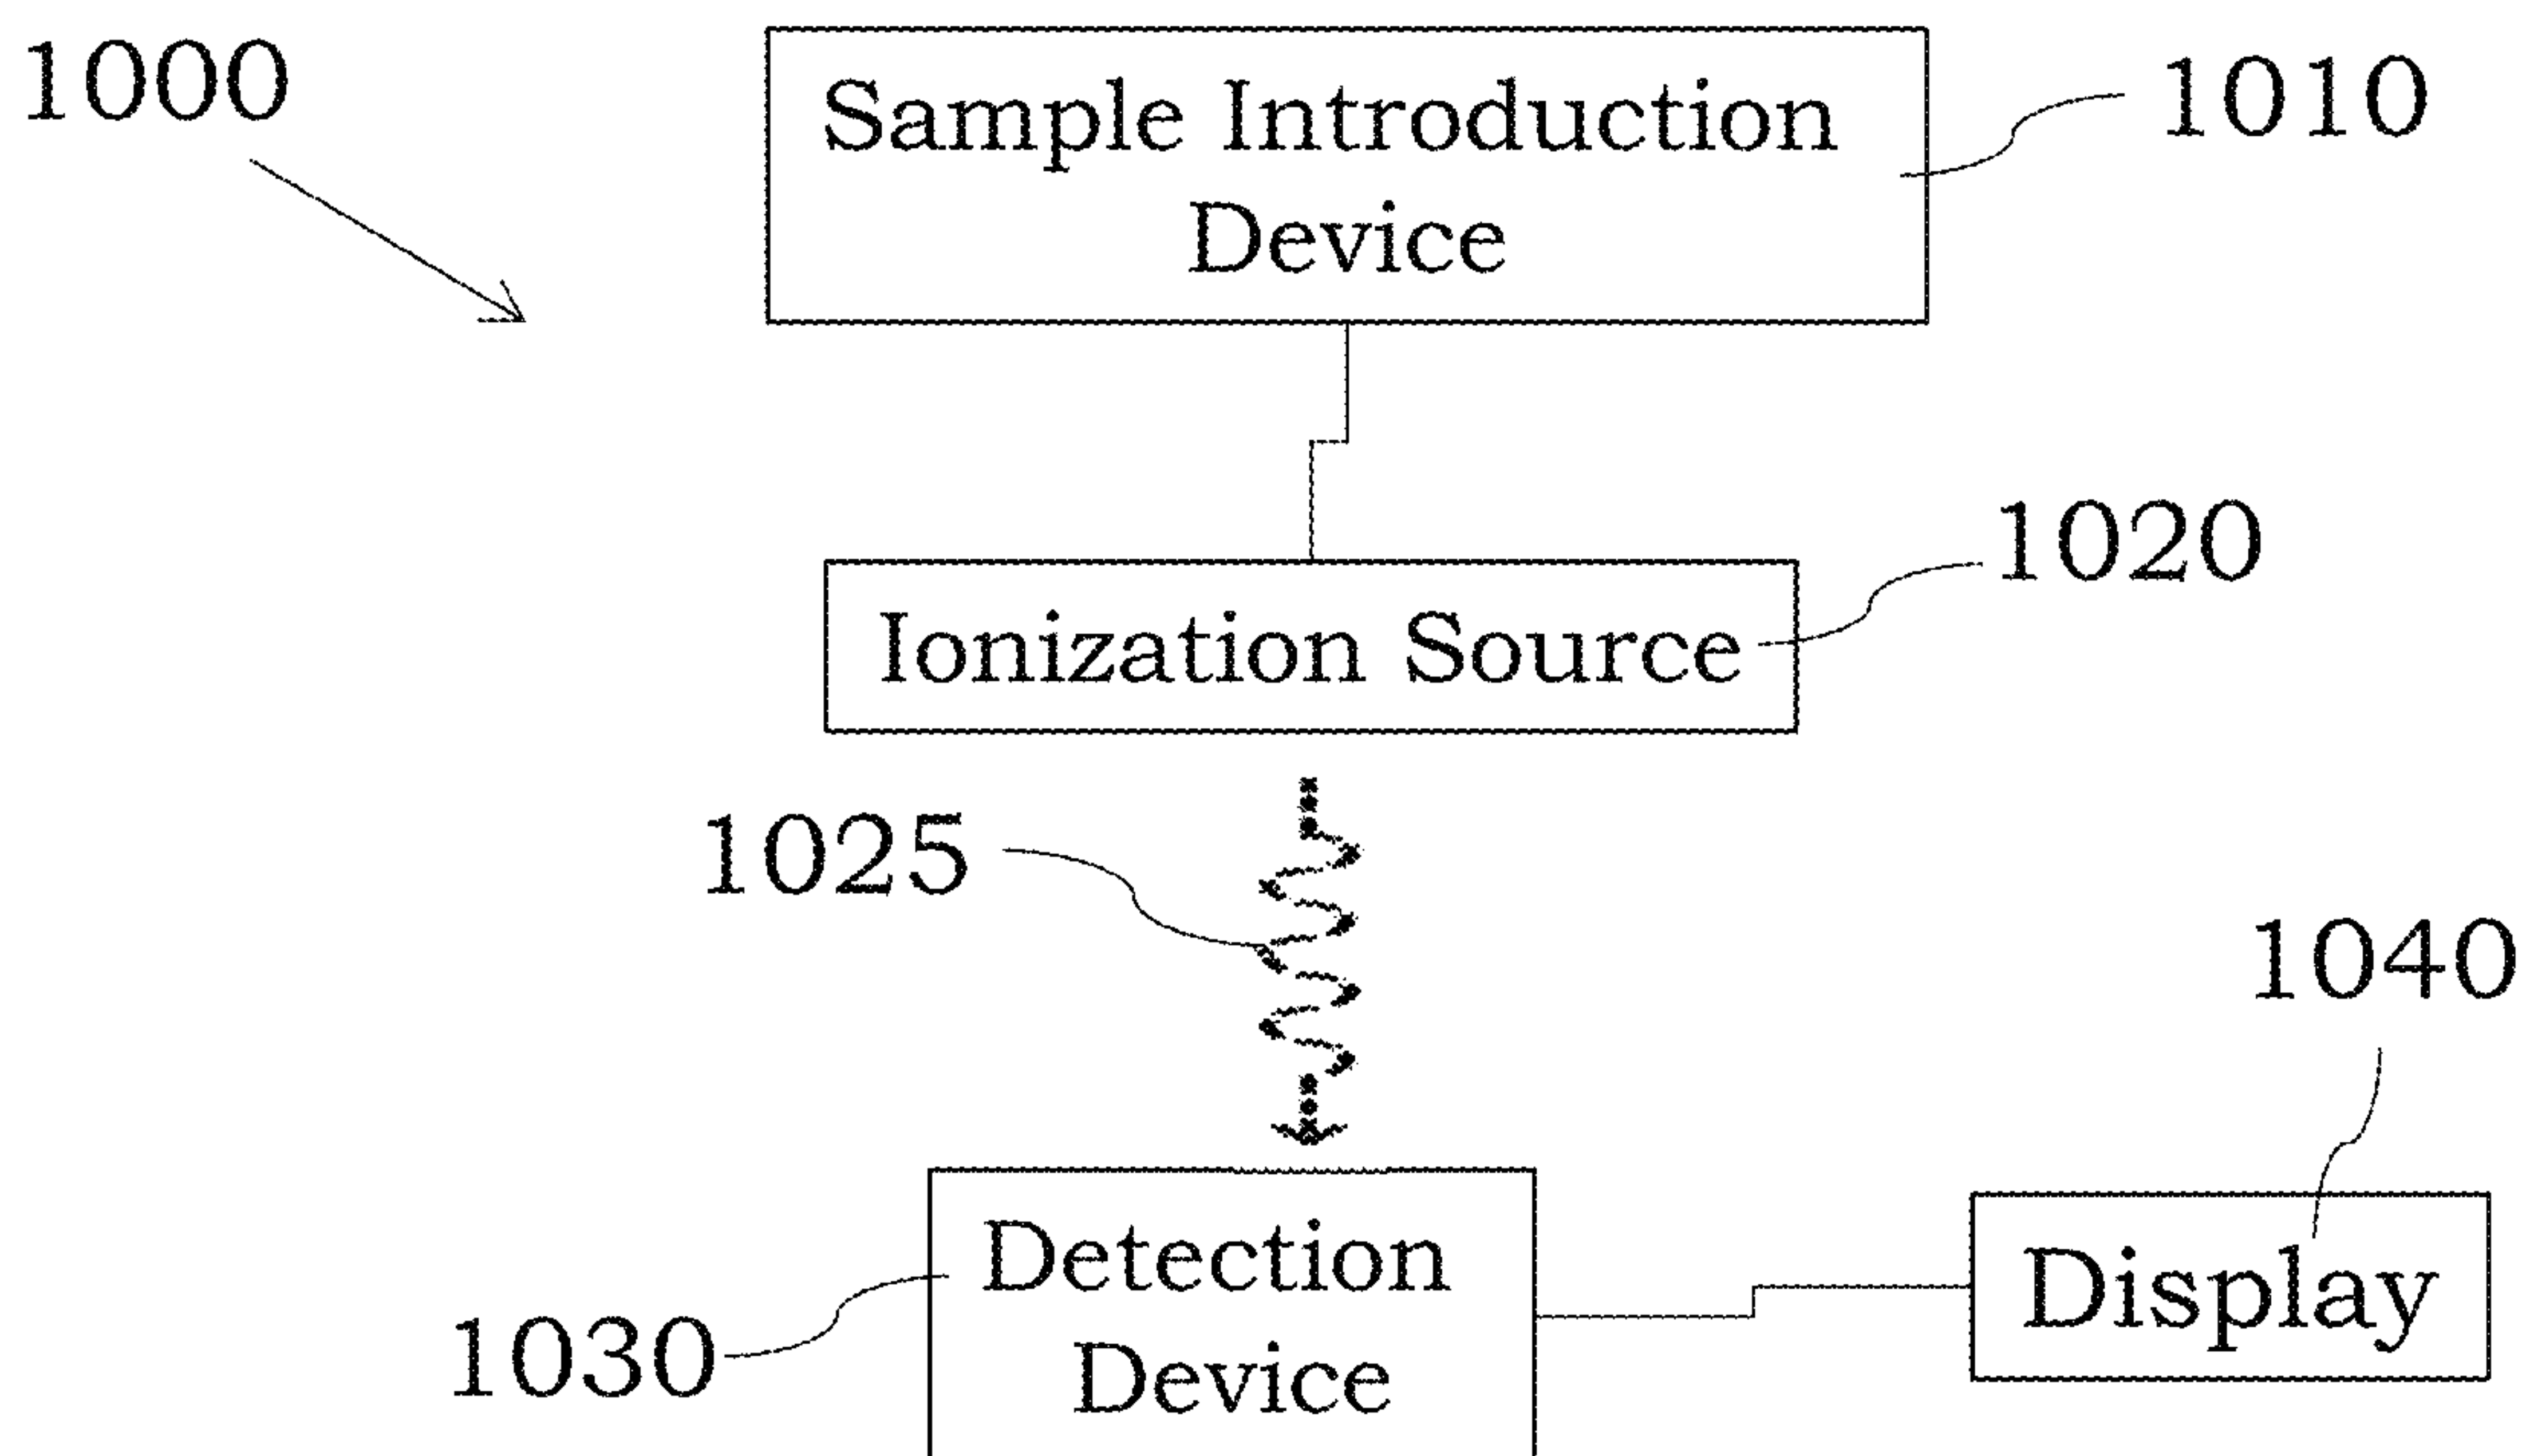 1000
Sample Introduction
Device
1010
Ionization Source
1020
1025
1040
Detection
Device
Display
1030